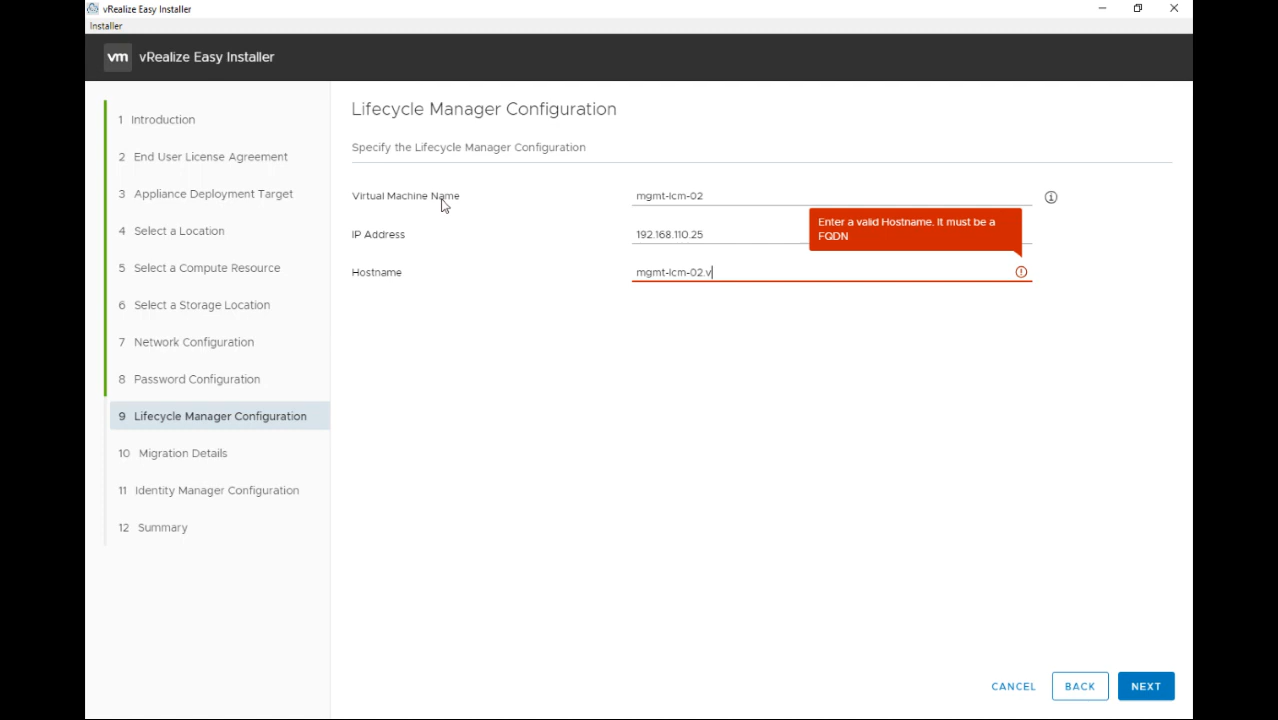 vRealize Easy Installer
Installer
vm vRealize Easy Installer
1 Introduction
2 End User License Agreement
3 Appliance Deployment Target
4 Select a Location
5 Select a Compute Resource
6 Select a Storage Location
7 Network Configuration
8 Password Configuration
9 Lifecycle Manager Configuration
10 Migration Details
11 Identity Manager Configuration
12 Summary
Lifecycle Manager Configuration
Specify the Lifecycle Manager Configuration
Virtual Machine Name mgmt-lcm-02
Enter a valid Hostname. It must be a
FQDN
IP Address 192.168.110.25
Hostname mgmt-lcm-02.v
CANCEL BACK NEXT